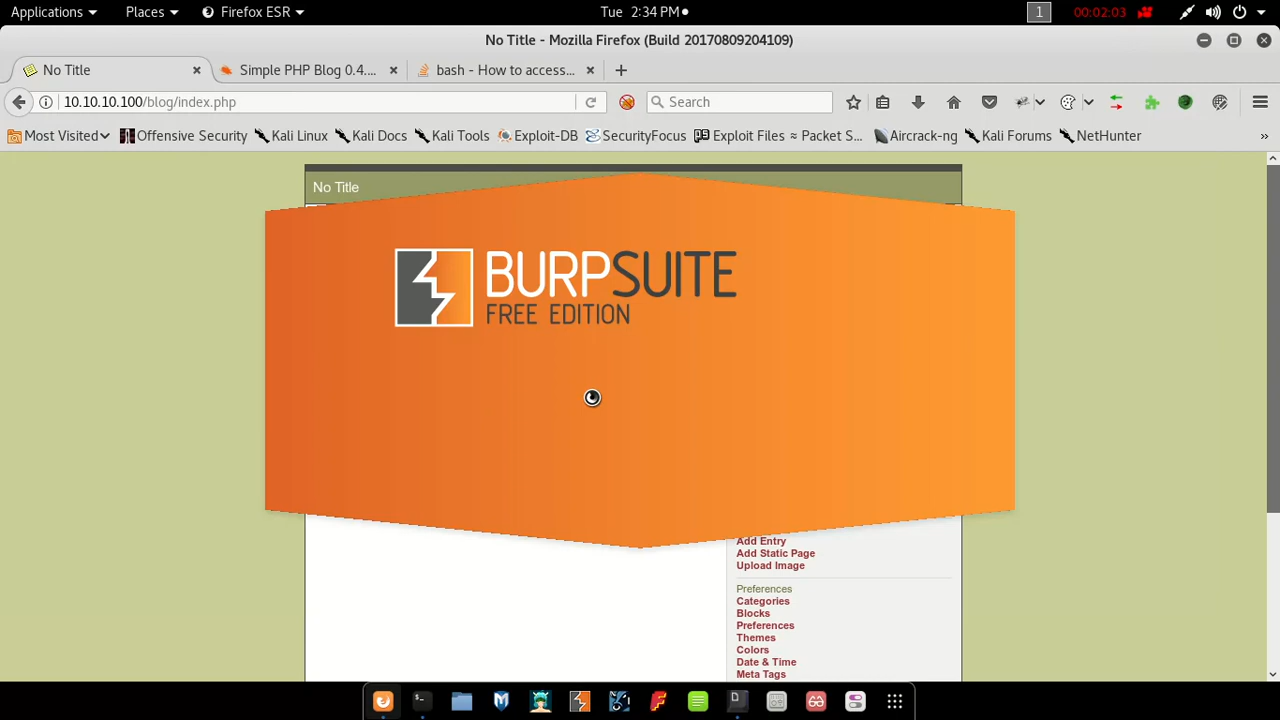 Applications Places Firefox ESR Tue 2:34 PM 1 00:02:03
No Title - Mozilla Firefox (Build 20170809204109)
No Title Simple PHP Blog 0.4.... bash - How to access...
10.10.10.100/blog/index.php Search
Most Visited Offensive Security Kali Linux Kali Docs Kali Tools Exploit-DB SecurityFocus Exploit Files ≈ Packet S... Aircrack-ng Kali Forums NetHunter »
No Title
BURPSUITE
FREE EDITION
Add Entry
Add Static Page
Upload Image
Preferences
Categories
Blocks
Preferences
Themes
Colors
Date & Time
Meta Tags